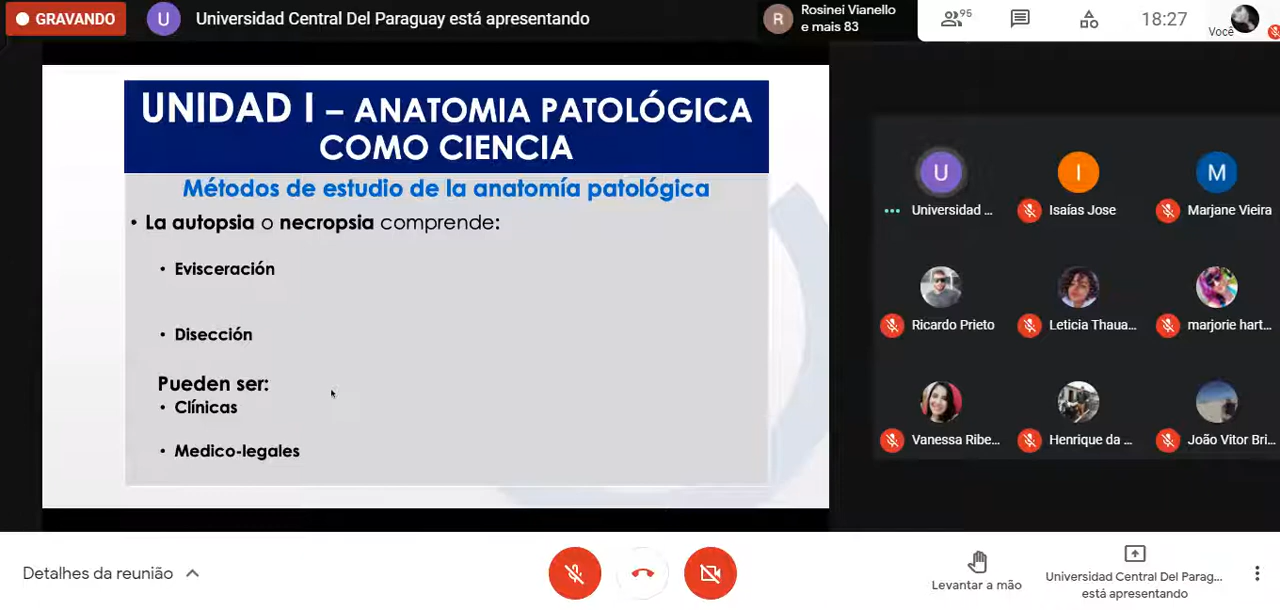 GRAVANDO
U
Universidad Central Del Paraguay está apresentando
R
Rosinei Vianello
e mais 83
95
18:27
Você
UNIDAD I – ANATOMIA PATOLÓGICA
COMO CIENCIA
Métodos de estudio de la anatomía patológica
• La autopsia o necropsia comprende:
• Evisceración
• Disección
Pueden ser:
• Clínicas
• Medico-legales
U
I
M
Universidad ...
Isaías Jose
Marjane Vieira
Ricardo Prieto
Leticia Thaua...
marjorie hart...
Vanessa Ribe...
Henrique da ...
João Vitor Bri...
Detalhes da reunião
Levantar a mão
Universidad Central Del Parag...
está apresentando